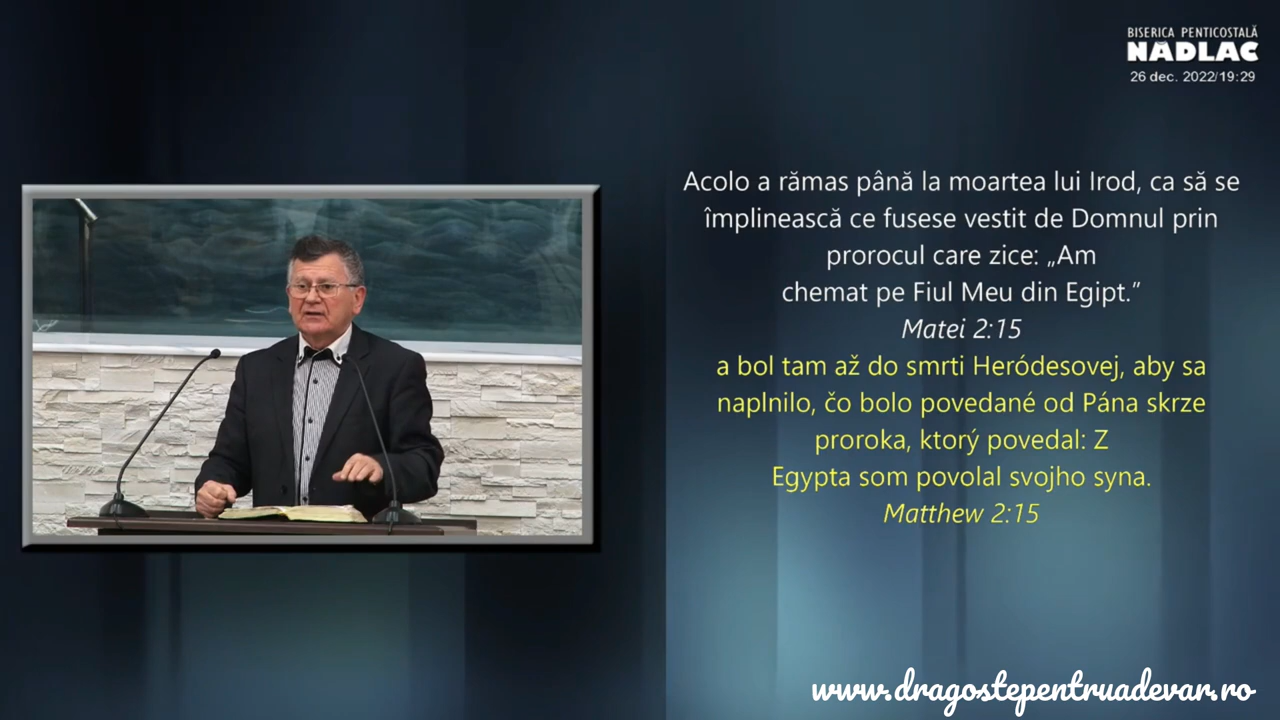 BISERICA PENTICOSTALĂ
NĂDLAC
26 dec. 2022/19:29
Acolo a rămas până la moartea lui Irod, ca să se
împlinească ce fusese vestit de Domnul prin
prorocul care zice: „Am
chemat pe Fiul Meu din Egipt.”
Matei 2:15
a bol tam až do smrti Heródesovej, aby sa
naplnilo, čo bolo povedané od Pána skrze
proroka, ktorý povedal: Z
Egypta som povolal svojho syna.
Matthew 2:15
www.dragostepentruadevar.ro